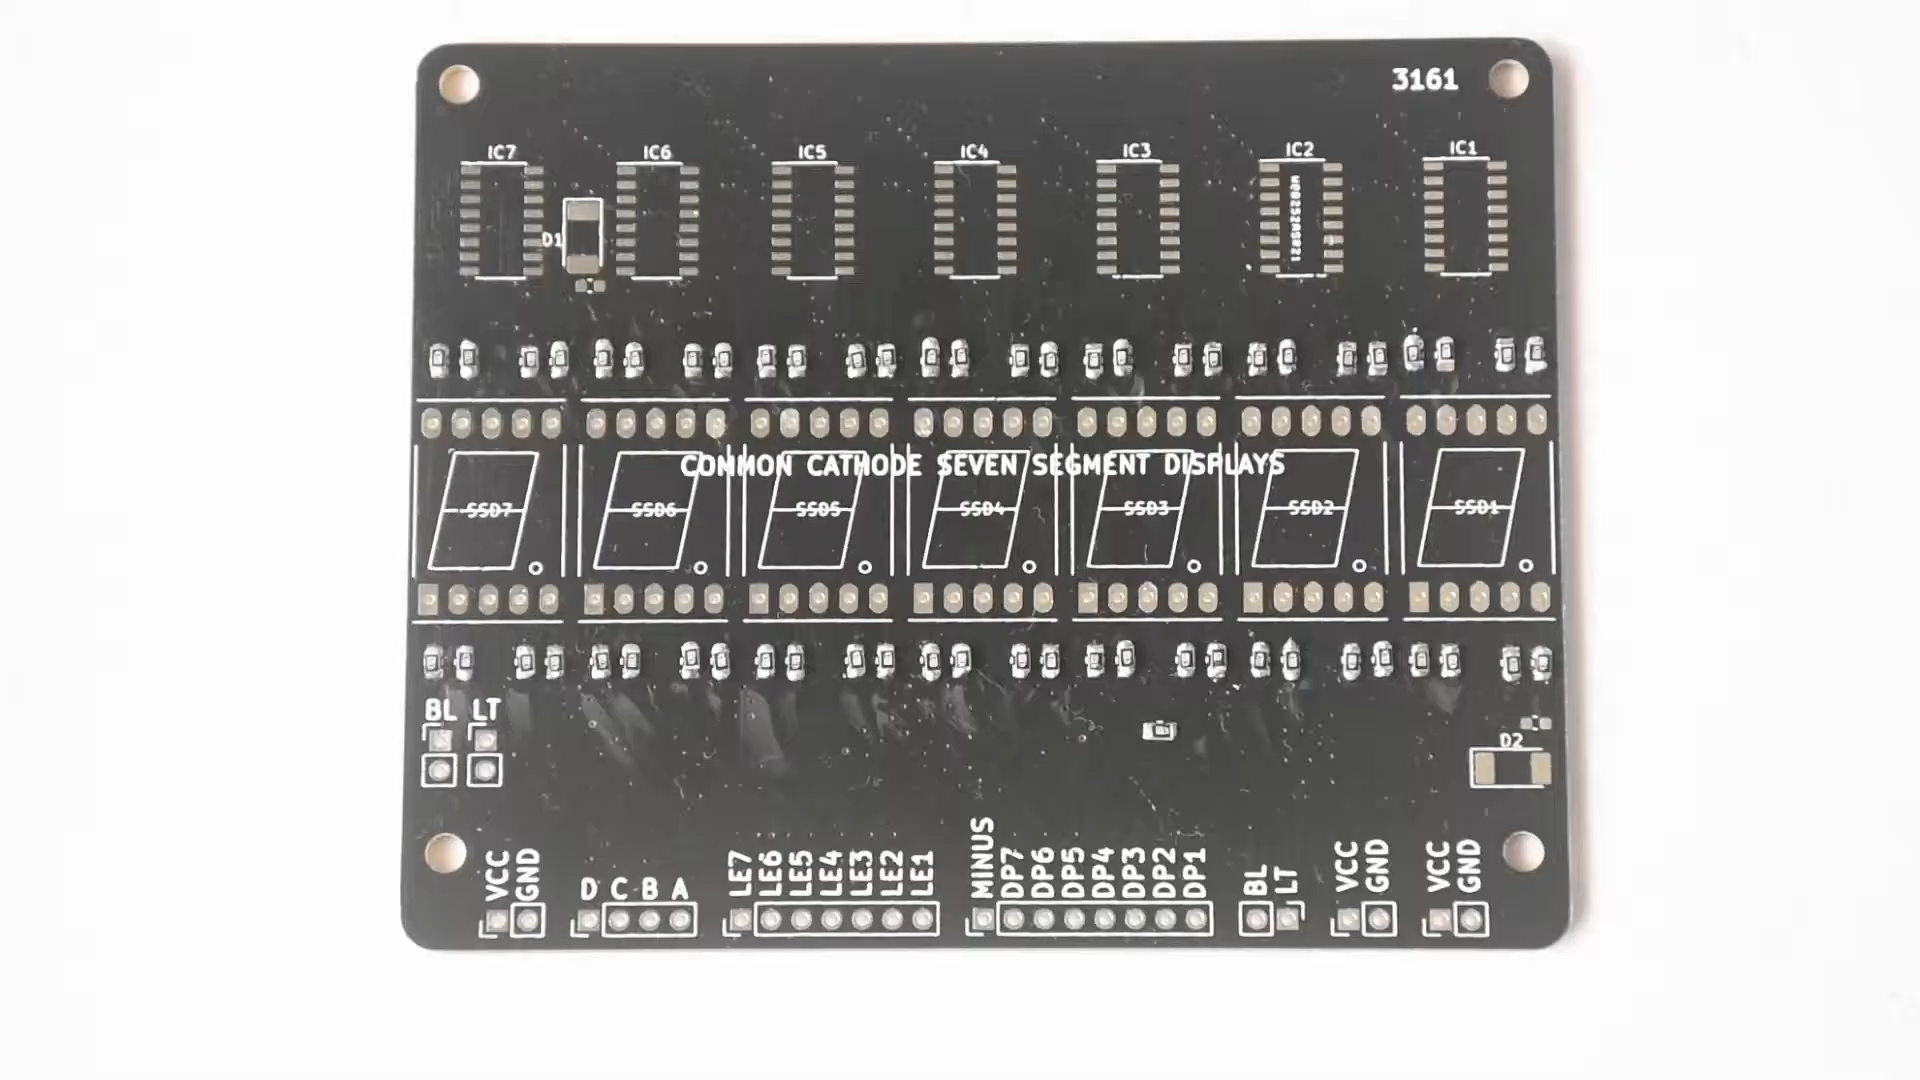 3161
IC7 IC6 IC5 IC4 IC3 IC2 IC1
D1
COMMON CATHODE SEVEN SEGMENT DISPLAYS
SSD7 SSD6 SSD5 SSD4 SSD3 SSD2 SSD1
BL LT
D2
VCC GND
D C B A
LE7 LE6 LE5 LE4 LE3 LE2 LE1
MINUS DP7 DP6 DP5 DP4 DP3 DP2 DP1
BL LT
VCC GND
VCC GND